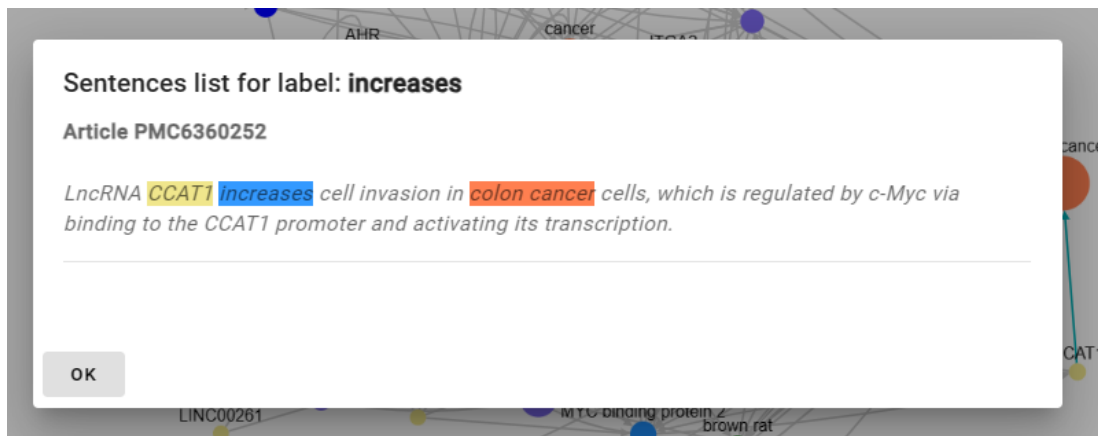 AHR
cancer
Sentences list for label: increases
Article PMC6360252
cance
LncRNA CCAT1 increases cell invasion in colon cancer cells, which is regulated by c-Myc via
binding to the CCAT1 promoter and activating its transcription.
CAT1
OK
LINC00261
MYC binding protein 2
brown rat